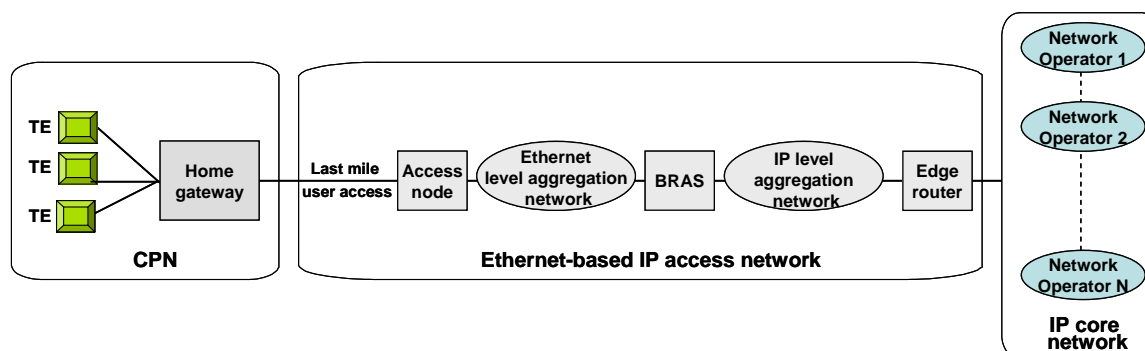 TE
TE
TE
Home
gateway
CPN
Last mile
user access
Access
node
Ethernet
level aggregation
network
BRAS
IP level
aggregation
network
Edge
router
Ethernet-based IP access network
Network
Operator 1
Network
Operator 2
Network
Operator N
IP core
network